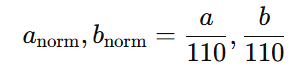 a_norm, b_norm = a/110, b/110